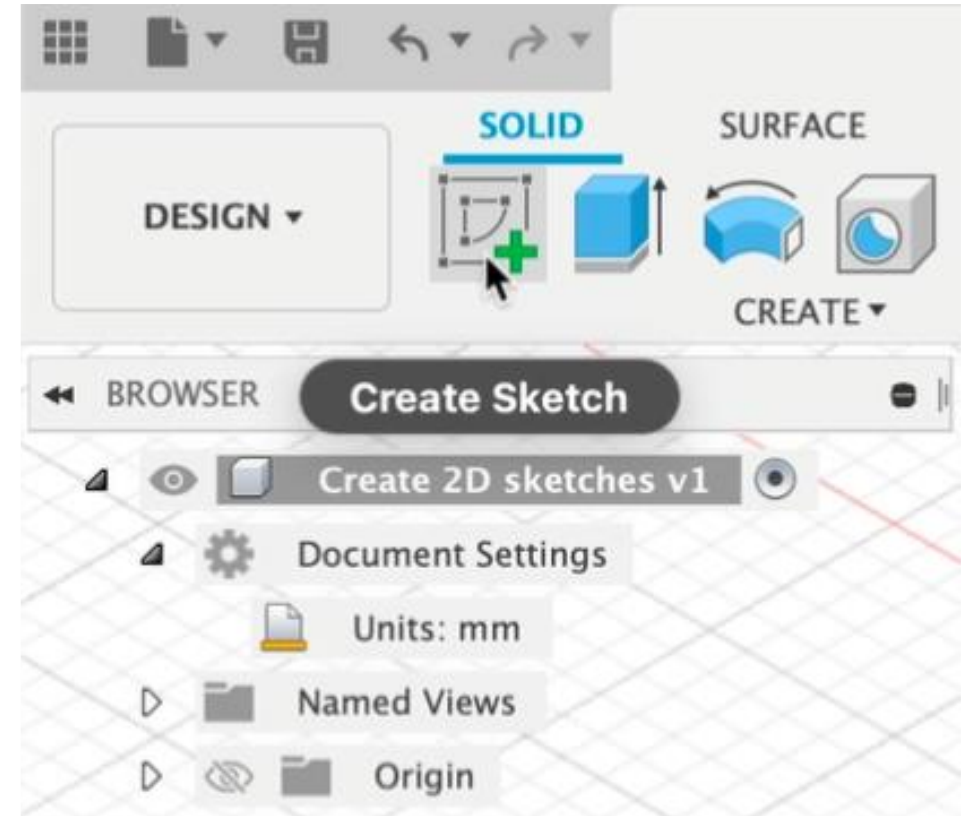 SOLID SURFACE
DESIGN
CREATE
BROWSER
Create Sketch
Create 2D sketches v1
Document Settings
Units: mm
Named Views
Origin